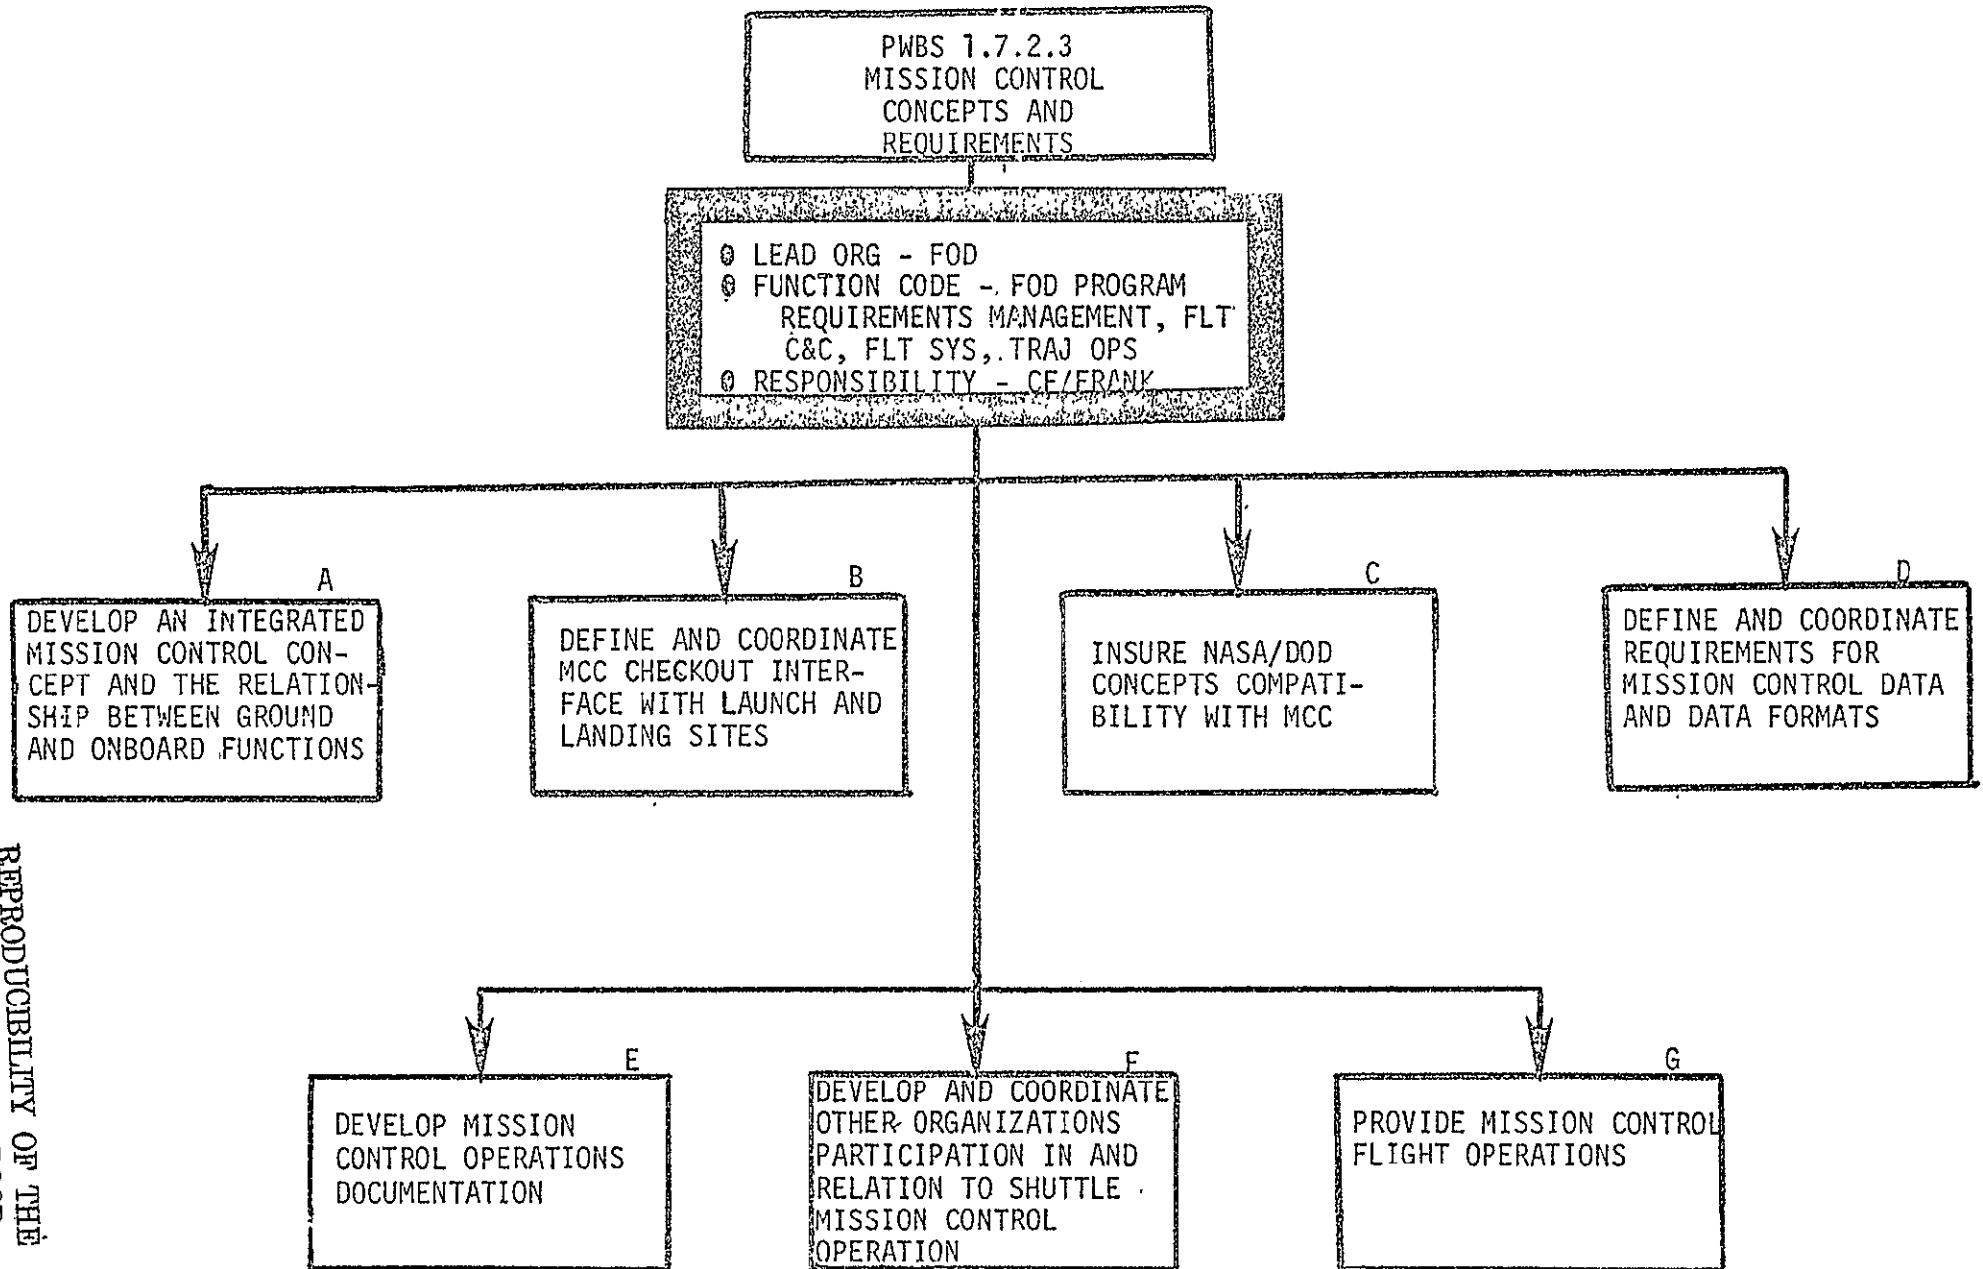 PWBS 1.7.2.3
MISSION CONTROL
CONCEPTS AND
REQUIREMENTS
LEAD ORG - FOD
FUNCTION CODE - FOD PROGRAM
REQUIREMENTS MANAGEMENT, FLT
C&C, FLT SYS, TRAJ OPS
RESPONSIBILITY - CF/FRANK
A
DEVELOP AN INTEGRATED
MISSION CONTROL CON-
CEPT AND THE RELATION-
SHIP BETWEEN GROUND
AND ONBOARD FUNCTIONS
B
DEFINE AND COORDINATE
MCC CHECKOUT INTER-
FACE WITH LAUNCH AND
LANDING SITES
C
INSURE NASA/DOD
CONCEPTS COMPATI-
BILITY WITH MCC
D
DEFINE AND COORDINATE
REQUIREMENTS FOR
MISSION CONTROL DATA
AND DATA FORMATS
E
DEVELOP MISSION
CONTROL OPERATIONS
DOCUMENTATION
F
DEVELOP AND COORDINATE
OTHER ORGANIZATIONS
PARTICIPATION IN AND
RELATION TO SHUTTLE
MISSION CONTROL
OPERATION
G
PROVIDE MISSION CONTROL
FLIGHT OPERATIONS
REPRODUCIBILITY OF THE